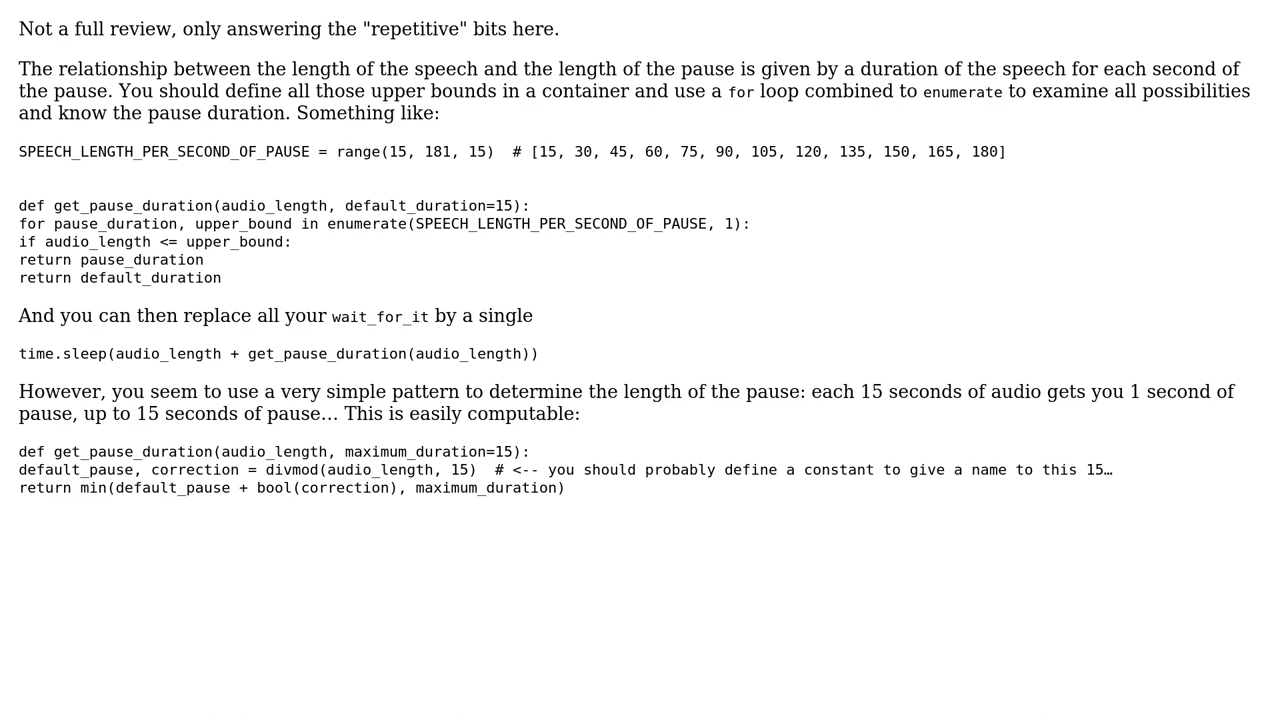 Not a full review, only answering the "repetitive" bits here.
The relationship between the length of the speech and the length of the pause is given by a duration of the speech for each second of
the pause. You should define all those upper bounds in a container and use a for loop combined to enumerate to examine all possibilities
and know the pause duration. Something like:
SPEECH_LENGTH_PER_SECOND_OF_PAUSE = range(15, 181, 15)  # [15, 30, 45, 60, 75, 90, 105, 120, 135, 150, 165, 180]
def get_pause_duration(audio_length, default_duration=15):
for pause_duration, upper_bound in enumerate(SPEECH_LENGTH_PER_SECOND_OF_PAUSE, 1):
if audio_length <= upper_bound:
return pause_duration
return default_duration
And you can then replace all your wait_for_it by a single
time.sleep(audio_length + get_pause_duration(audio_length))
However, you seem to use a very simple pattern to determine the length of the pause: each 15 seconds of audio gets you 1 second of
pause, up to 15 seconds of pause… This is easily computable:
def get_pause_duration(audio_length, maximum_duration=15):
default_pause, correction = divmod(audio_length, 15)  # <-- you should probably define a constant to give a name to this 15…
return min(default_pause + bool(correction), maximum_duration)